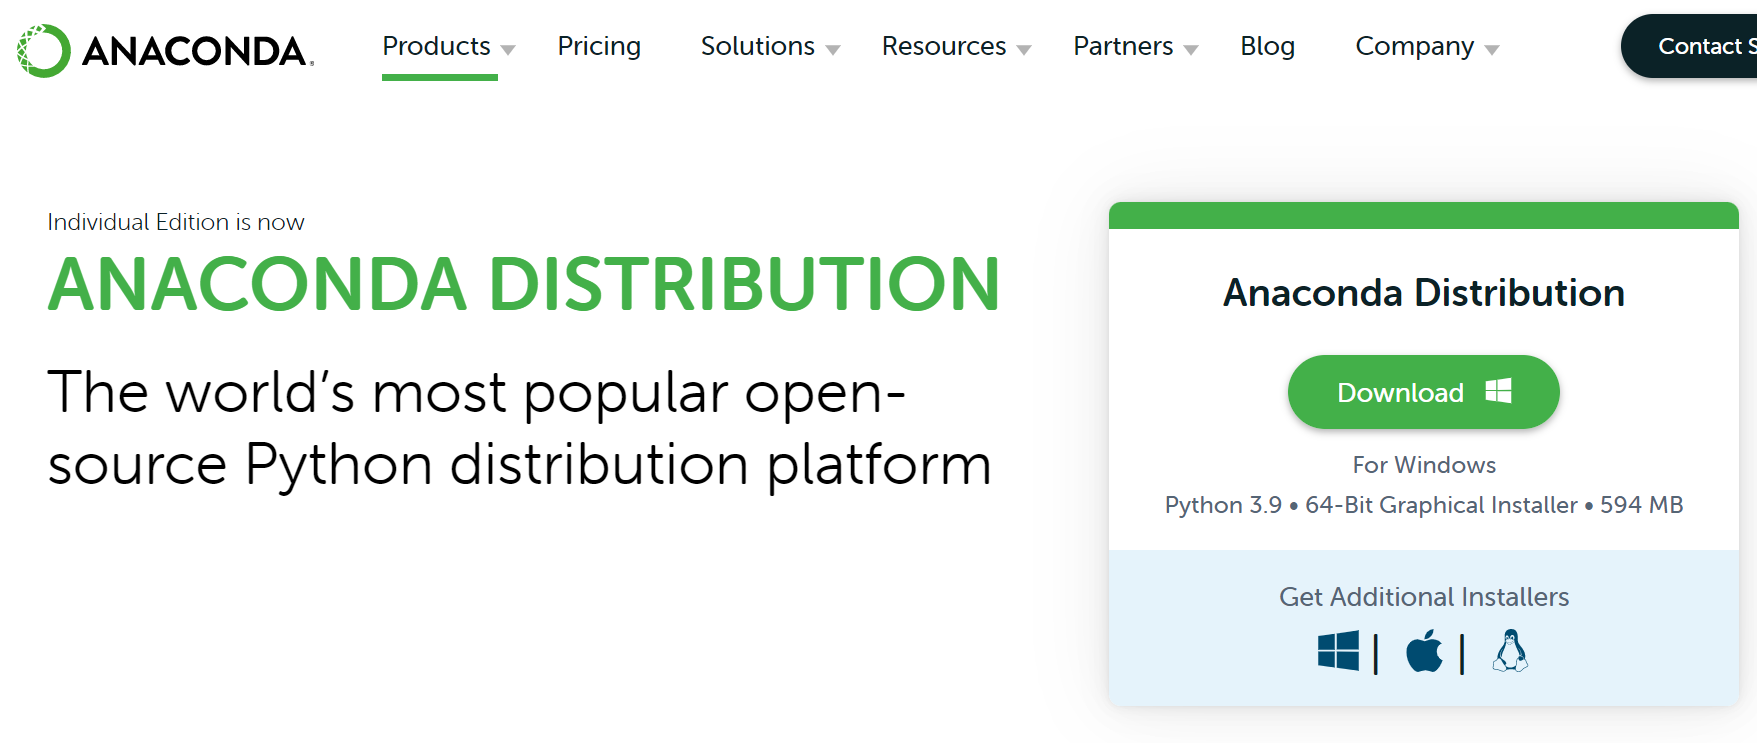 ANACONDA
Products
Pricing
Solutions
Resources
Partners
Blog
Company
Contact S
Individual Edition is now
ANACONDA DISTRIBUTION
The world’s most popular open-
source Python distribution platform
Anaconda Distribution
Download
For Windows
Python 3.9 • 64-Bit Graphical Installer • 594 MB
Get Additional Installers